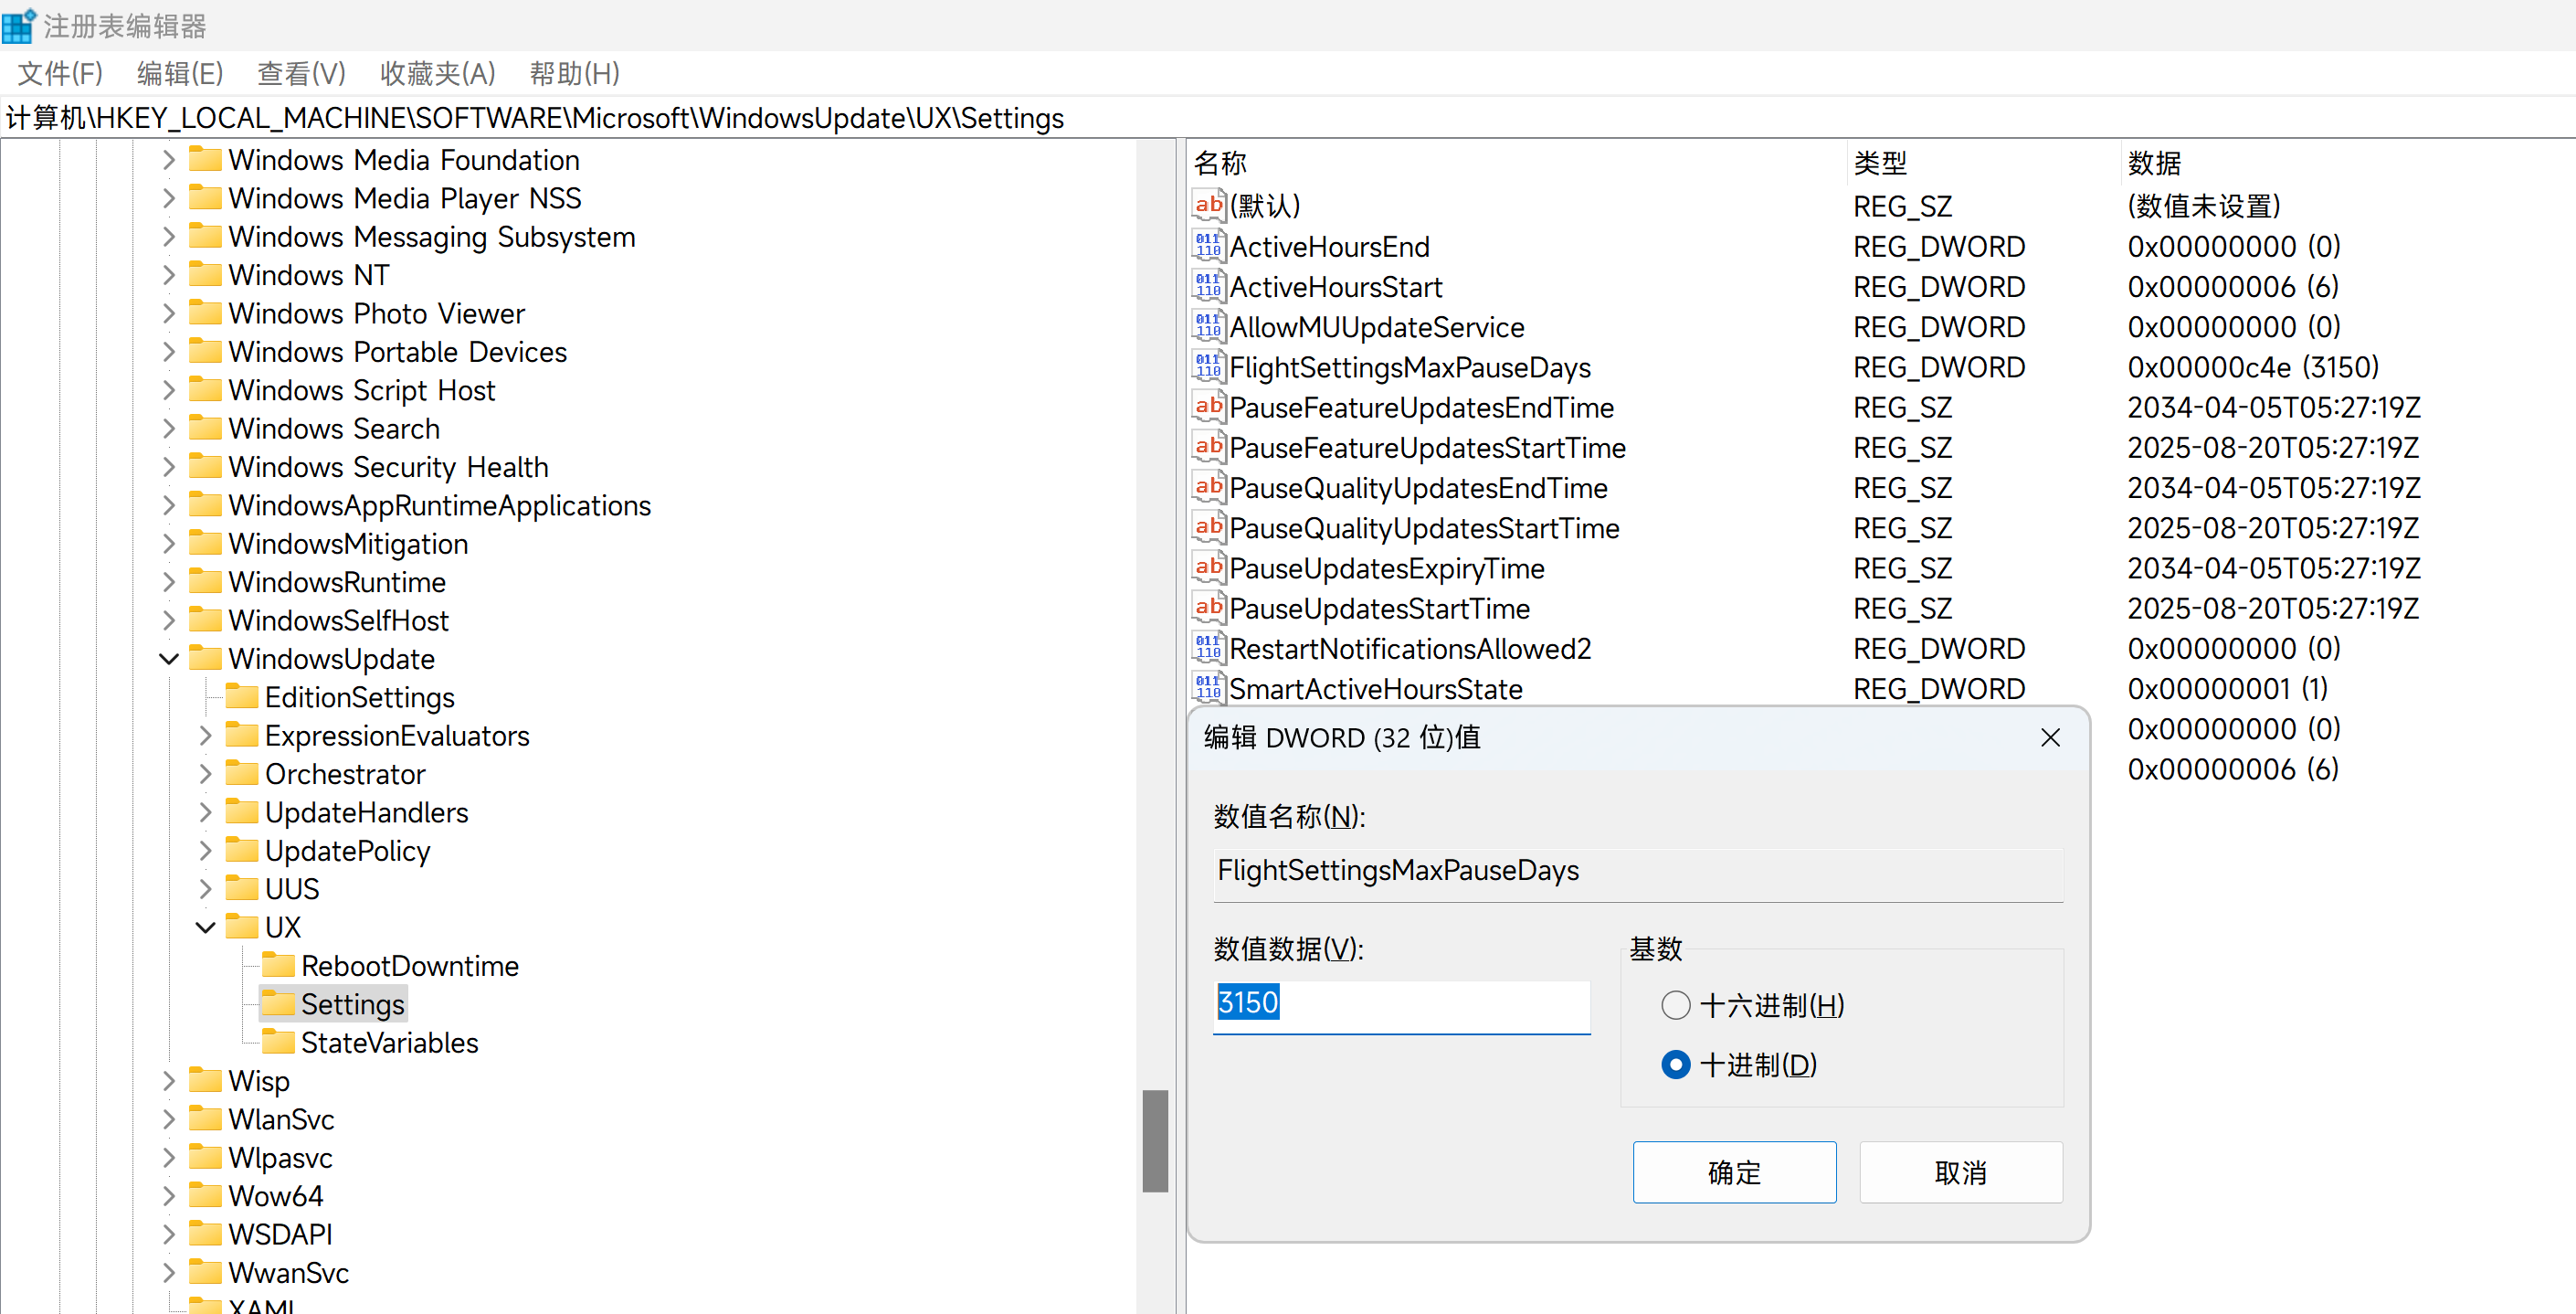 注册表编辑器
文件(F) 编辑(E) 查看(V) 收藏夹(A) 帮助(H)
计算机\HKEY_LOCAL_MACHINE\SOFTWARE\Microsoft\WindowsUpdate\UX\Settings
Windows Media Foundation
Windows Media Player NSS
Windows Messaging Subsystem
Windows NT
Windows Photo Viewer
Windows Portable Devices
Windows Script Host
Windows Search
Windows Security Health
WindowsAppRuntimeApplications
WindowsMitigation
WindowsRuntime
WindowsSelfHost
WindowsUpdate
EditionSettings
ExpressionEvaluators
Orchestrator
UpdateHandlers
UpdatePolicy
UUS
UX
RebootDowntime
Settings
StateVariables
Wisp
WlanSvc
Wlpasvc
Wow64
WSDAPI
WwanSvc
XAML
名称 类型 数据
(默认) REG_SZ (数值未设置)
ActiveHoursEnd REG_DWORD 0x00000000 (0)
ActiveHoursStart REG_DWORD 0x00000006 (6)
AllowMUUpdateService REG_DWORD 0x00000000 (0)
FlightSettingsMaxPauseDays REG_DWORD 0x00000c4e (3150)
PauseFeatureUpdatesEndTime REG_SZ 2034-04-05T05:27:19Z
PauseFeatureUpdatesStartTime REG_SZ 2025-08-20T05:27:19Z
PauseQualityUpdatesEndTime REG_SZ 2034-04-05T05:27:19Z
PauseQualityUpdatesStartTime REG_SZ 2025-08-20T05:27:19Z
PauseUpdatesExpiryTime REG_SZ 2034-04-05T05:27:19Z
PauseUpdatesStartTime REG_SZ 2025-08-20T05:27:19Z
RestartNotificationsAllowed2 REG_DWORD 0x00000000 (0)
SmartActiveHoursState REG_DWORD 0x00000001 (1)
0x00000000 (0)
0x00000006 (6)
编辑 DWORD (32 位)值
数值名称(N):
FlightSettingsMaxPauseDays
数值数据(V):
3150
基数
十六进制(H)
十进制(D)
确定 取消